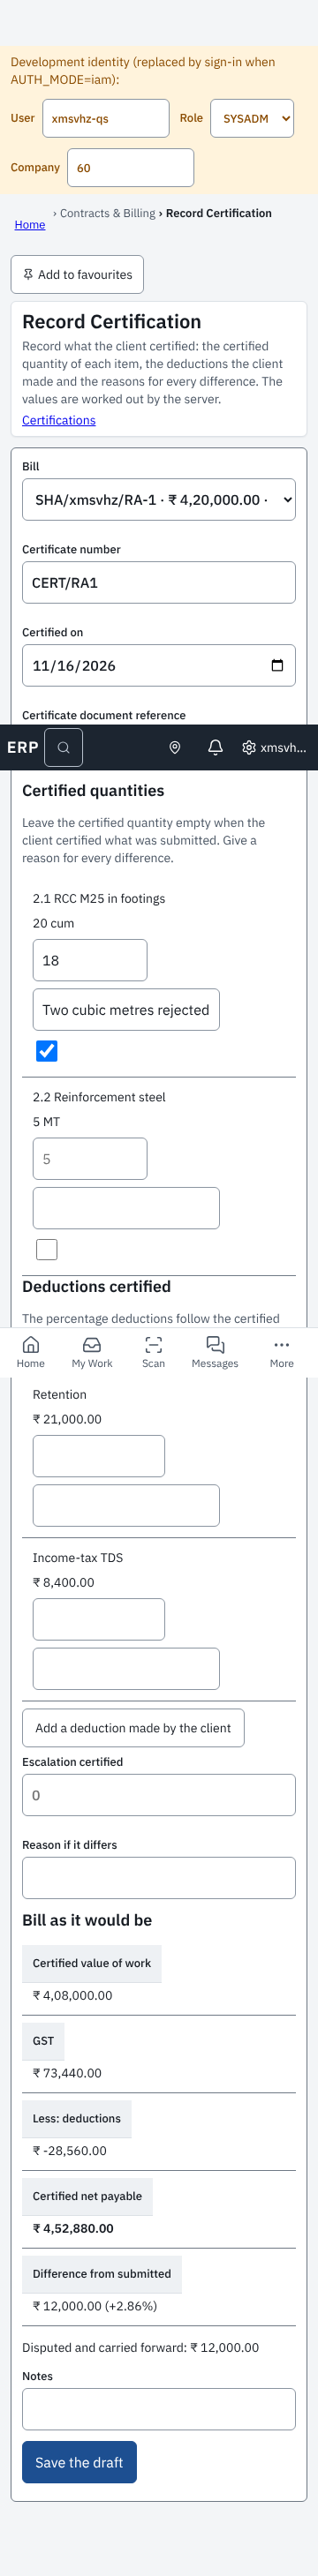 Development identity (replaced by sign-in when
AUTH_MODE=iam):
User xmsvhz-qs Role SYSADM
Company 60
Home › Contracts & Billing › Record Certification
Add to favourites
Record Certification
Record what the client certified: the certified
quantity of each item, the deductions the client
made and the reasons for every difference. The
values are worked out by the server.
Certifications
Bill
SHA/xmsvhz/RA-1 · ₹ 4,20,000.00 ·
Certificate number
CERT/RA1
Certified on
11/16/2026
Certificate document reference
ERP xmsvh...
Certified quantities
Leave the certified quantity empty when the
client certified what was submitted. Give a
reason for every difference.
2.1 RCC M25 in footings
20 cum
18
Two cubic metres rejected
2.2 Reinforcement steel
5 MT
5
Deductions certified
The percentage deductions follow the certified
Home My Work Scan Messages More
Retention
₹ 21,000.00
Income-tax TDS
₹ 8,400.00
Add a deduction made by the client
Escalation certified
0
Reason if it differs
Bill as it would be
Certified value of work
₹ 4,08,000.00
GST
₹ 73,440.00
Less: deductions
₹ -28,560.00
Certified net payable
₹ 4,52,880.00
Difference from submitted
₹ 12,000.00 (+2.86%)
Disputed and carried forward: ₹ 12,000.00
Notes
Save the draft